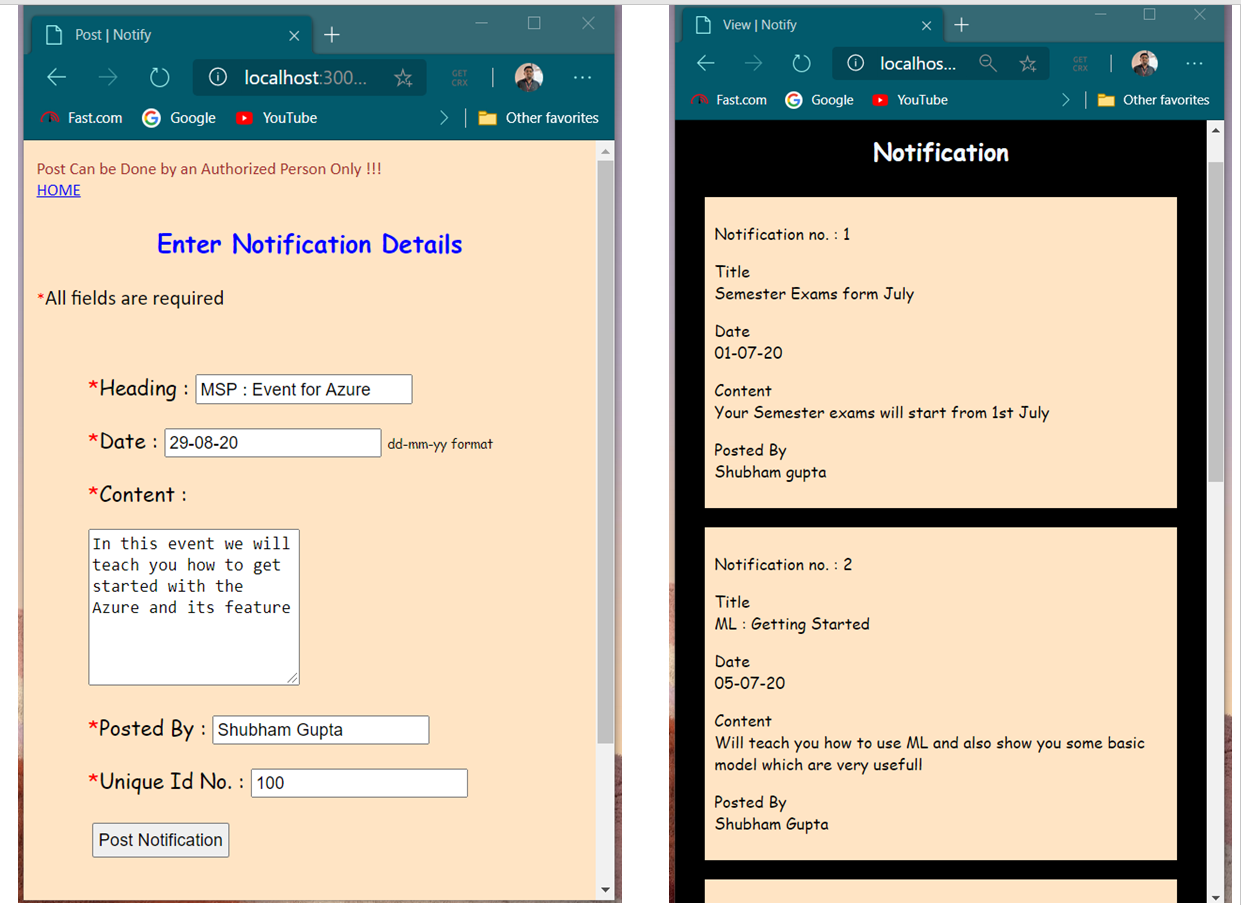 Post | Notify
localhost:300...
GET
CRX
Fast.com
Google
YouTube
Other favorites
Post Can be Done by an Authorized Person Only !!!
HOME
Enter Notification Details
*All fields are required
*Heading : MSP : Event for Azure
*Date : 29-08-20 dd-mm-yy format
*Content :
In this event we will
teach you how to get
started with the
Azure and its feature
*Posted By : Shubham Gupta
*Unique Id No. : 100
Post Notification
View | Notify
localhos...
GET
CRX
Fast.com
Google
YouTube
Other favorites
Notification
Notification no. : 1
Title
Semester Exams form July
Date
01-07-20
Content
Your Semester exams will start from 1st July
Posted By
Shubham gupta
Notification no. : 2
Title
ML : Getting Started
Date
05-07-20
Content
Will teach you how to use ML and also show you some basic
model which are very usefull
Posted By
Shubham Gupta